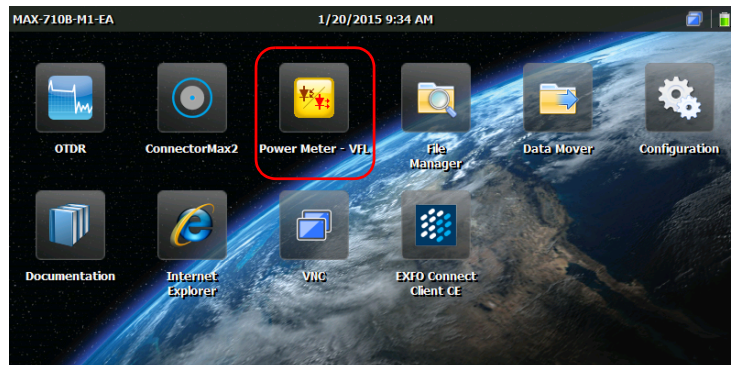 MAX-710B-M1-EA 1/20/2015 9:34 AM
OTDR ConnectorMax2 Power Meter - VFL File Manager Data Mover Configuration
Documentation Internet Explorer VNC EXFO Connect Client CE